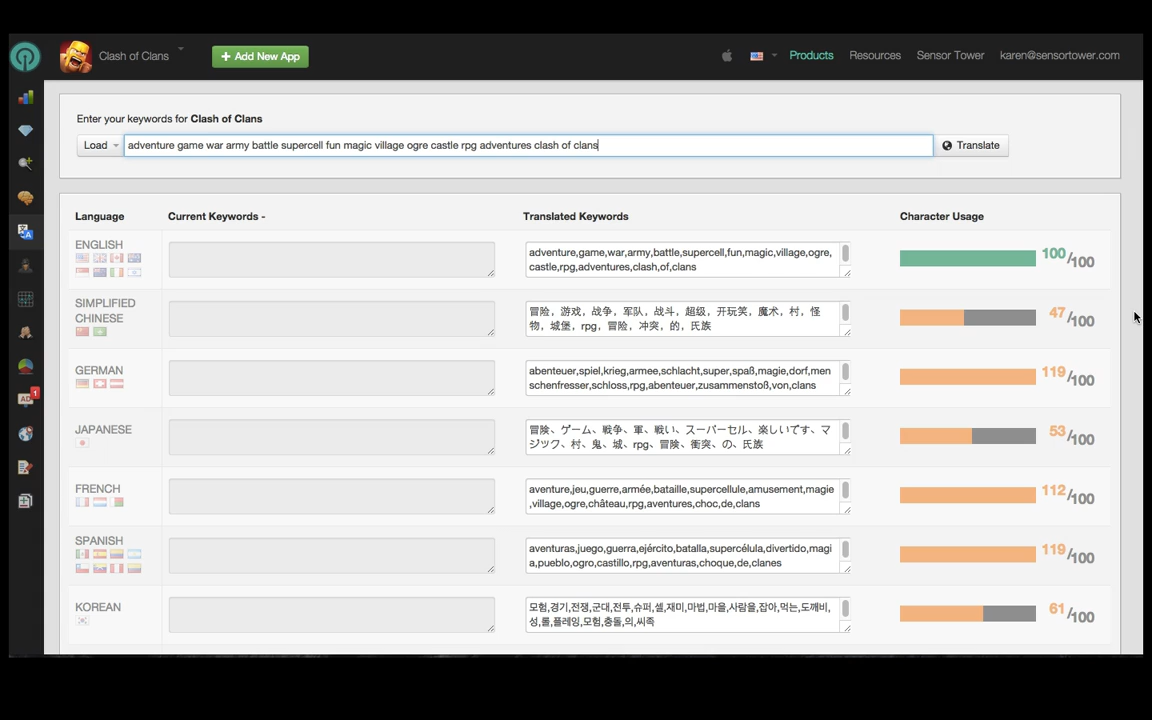 Clash of Clans
+ Add New App
Products
Resources
Sensor Tower
karen@sensortower.com
Enter your keywords for Clash of Clans
Load
adventure game war army battle supercell fun magic village ogre castle rpg adventures clash of clans
Translate
Language
Current Keywords -
Translated Keywords
Character Usage
ENGLISH
adventure,game,war,army,battle,supercell,fun,magic,village,ogre,
castle,rpg,adventures,clash,of,clans
100/100
SIMPLIFIED
CHINESE
冒险，游戏，战争，军队，战斗，超级，开玩笑，魔术，村，怪
物，城堡，rpg，冒险，冲突，的，氏族
47/100
GERMAN
abenteuer,spiel,krieg,armee,schlacht,super,spaß,magie,dorf,men
schenfresser,schloss,rpg,abenteuer,zusammenstoß,von,clans
119/100
AD
1
JAPANESE
冒険、ゲーム、戦争、軍、戦い、スーパーセル、楽しいです、マ
ジック、村、鬼、城、rpg、冒険、衝突、の、氏族
53/100
FRENCH
aventure,jeu,guerre,armée,bataille,supercellule,amusement,magie
,village,ogre,château,rpg,aventures,choc,de,clans
112/100
SPANISH
aventuras,juego,guerra,ejército,batalla,supercélula,divertido,magi
a,pueblo,ogro,castillo,rpg,aventuras,choque,de,clanes
119/100
KOREAN
모험,경기,전쟁,군대,전투,슈퍼,셀,재미,마법,마을,사람을,잡아,먹는,도깨비,
성,롤,플레잉,모험,충돌,의,씨족
61/100